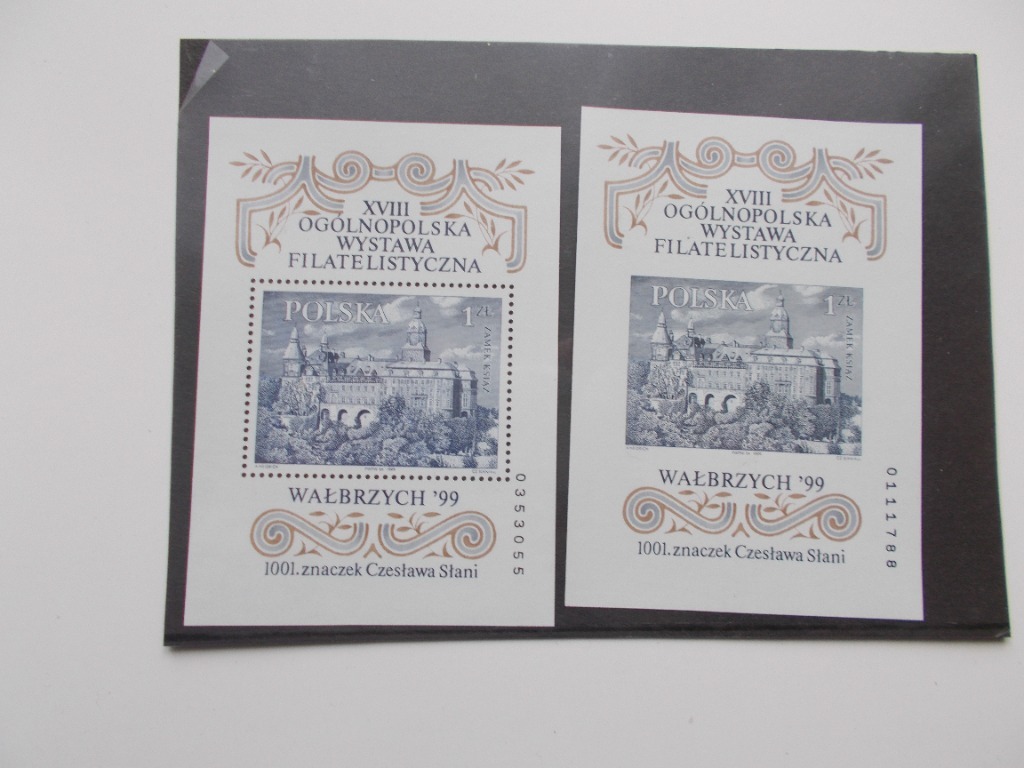 XVIII
OGÓLNOPOLSKA
WYSTAWA
FILATELISTYCZNA
POLSKA 1 ZŁ
ZAMEK KSIĄŻ
WAŁBRZYCH '99
1001. znaczek Czesława Słani
0353055
XVIII
OGÓLNOPOLSKA
WYSTAWA
FILATELISTYCZNA
POLSKA 1 ZŁ
ZAMEK KSIĄŻ
WAŁBRZYCH '99
1001. znaczek Czesława Słani
0111788